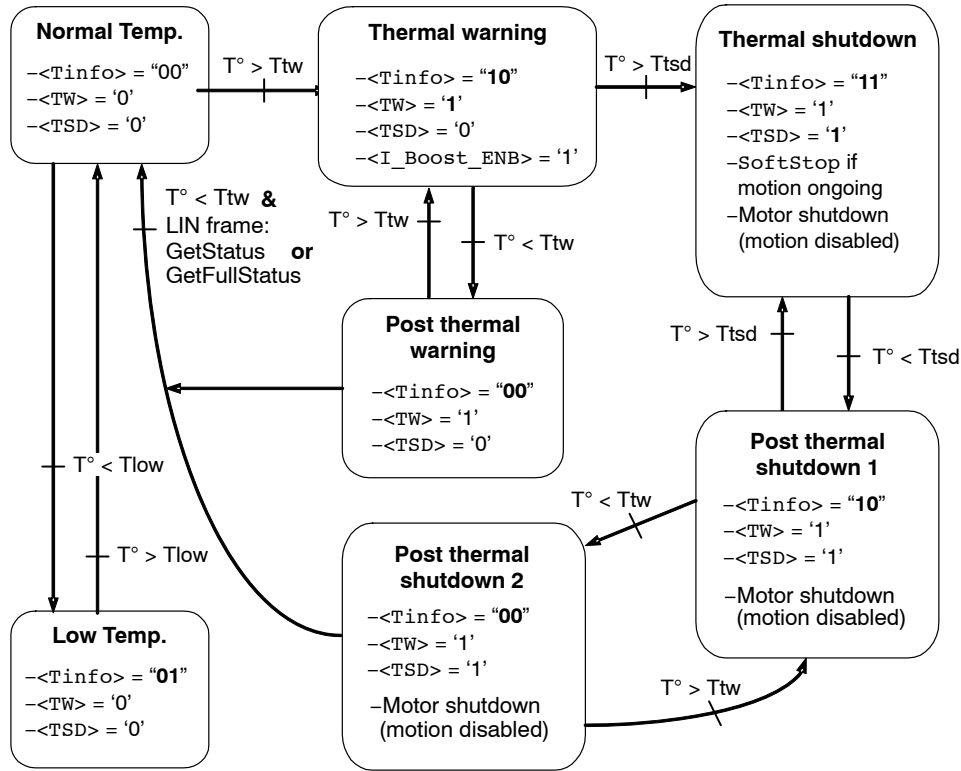 Normal Temp.
–<Tinfo> = “00”
–<TW> = ‘0’
–<TSD> = ‘0’
T° > Ttw
Thermal warning
–<Tinfo> = “10”
–<TW> = ‘1’
–<TSD> = ‘0’
–<I_Boost_ENB> = ‘1’
T° > Ttsd
Thermal shutdown
–<Tinfo> = “11”
–<TW> = ‘1’
–<TSD> = ‘1’
–SoftStop if
motion ongoing
–Motor shutdown
(motion disabled)
T° < Ttw &
LIN frame:
GetStatus or
GetFullStatus
T° > Ttw
T° < Ttw
Post thermal
warning
–<Tinfo> = “00”
–<TW> = ‘1’
–<TSD> = ‘0’
T° > Ttsd
T° < Ttsd
Post thermal
shutdown 1
–<Tinfo> = “10”
–<TW> = ‘1’
–<TSD> = ‘1’
–Motor shutdown
(motion disabled)
T° < Tlow
T° > Tlow
T° < Ttw
Post thermal
shutdown 2
–<Tinfo> = “00”
–<TW> = ‘1’
–<TSD> = ‘1’
–Motor shutdown
(motion disabled)
T° > Ttw
Low Temp.
–<Tinfo> = “01”
–<TW> = ‘0’
–<TSD> = ‘0’